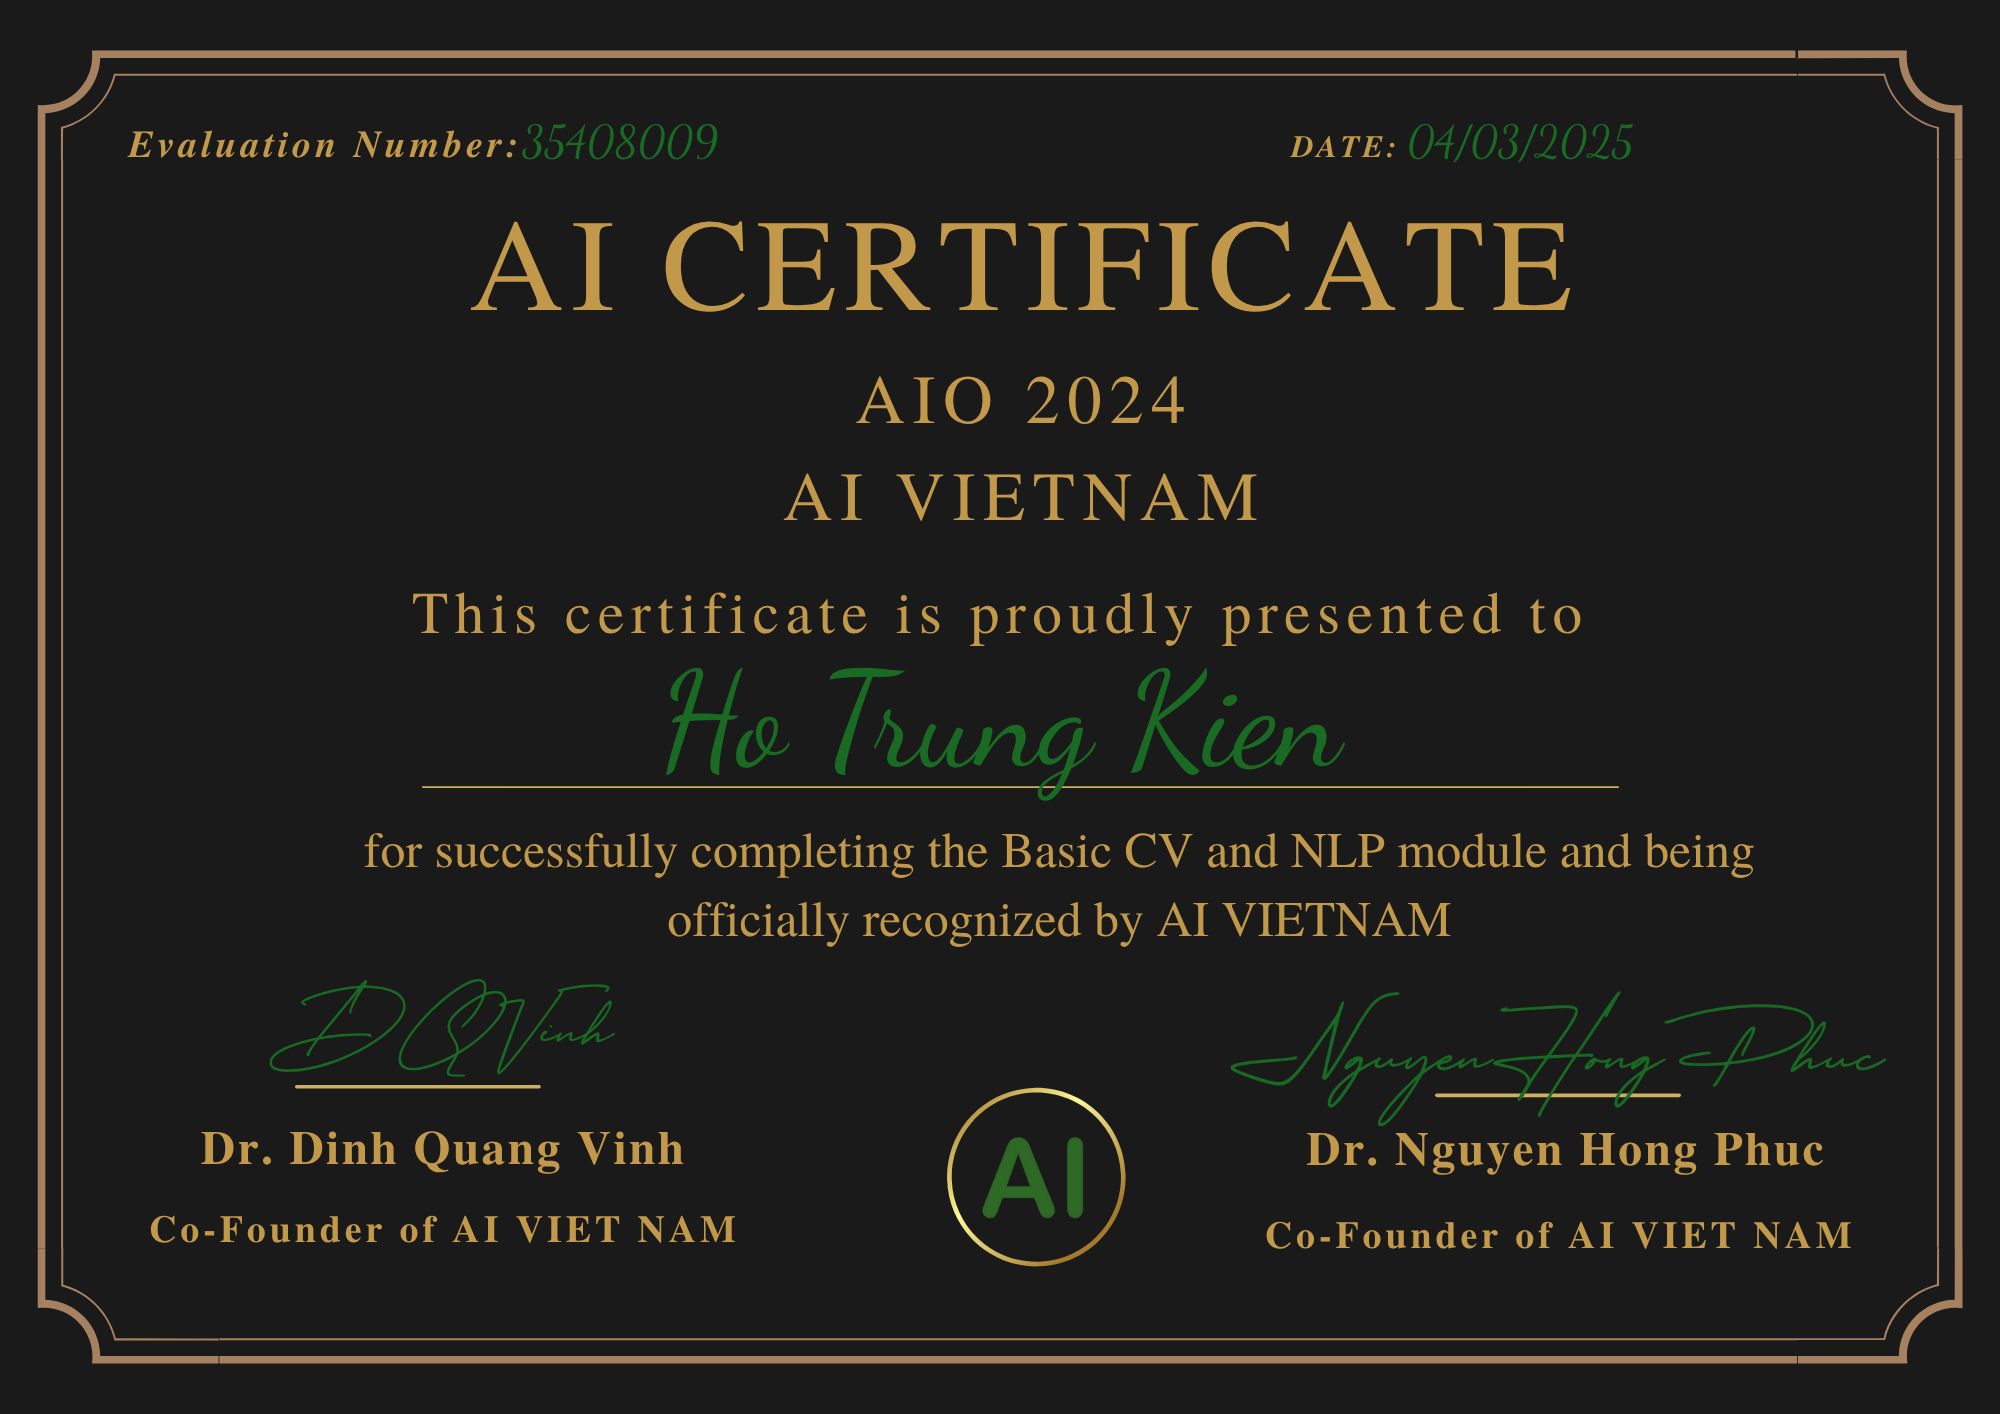 Evaluation Number:35408009
DATE: 04/03/2025
AI CERTIFICATE
AIO 2024
AI VIETNAM
This certificate is proudly presented to
Ho Trung Kien
for successfully completing the Basic CV and NLP module and being
officially recognized by AI VIETNAM
DQVinh
Nguyen Hong Phuc
Dr. Dinh Quang Vinh
Dr. Nguyen Hong Phuc
Co-Founder of AI VIET NAM
AI
Co-Founder of AI VIET NAM